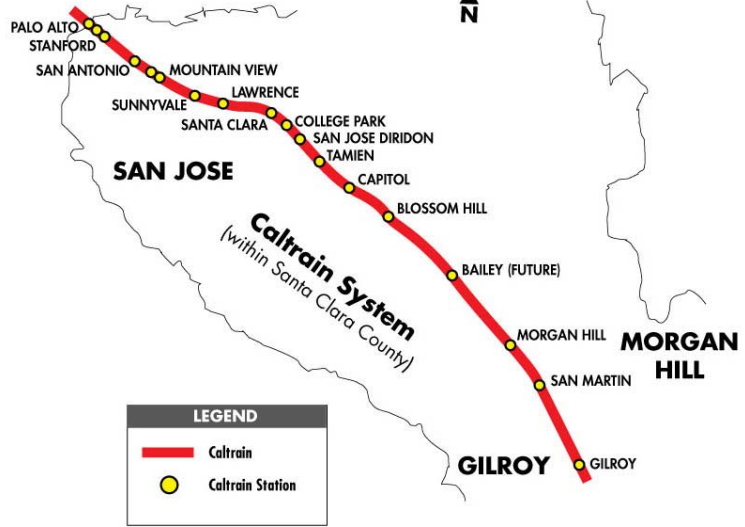 N
PALO ALTO
STANFORD
SAN ANTONIO
MOUNTAIN VIEW
SUNNYVALE
LAWRENCE
SANTA CLARA
COLLEGE PARK
SAN JOSE DIRIDON
TAMIEN
SAN JOSE
CAPITOL
BLOSSOM HILL
Caltrain System
(within Santa Clara County)
BAILEY (FUTURE)
MORGAN HILL
MORGAN
HILL
SAN MARTIN
LEGEND
Caltrain
Caltrain Station
GILROY
GILROY